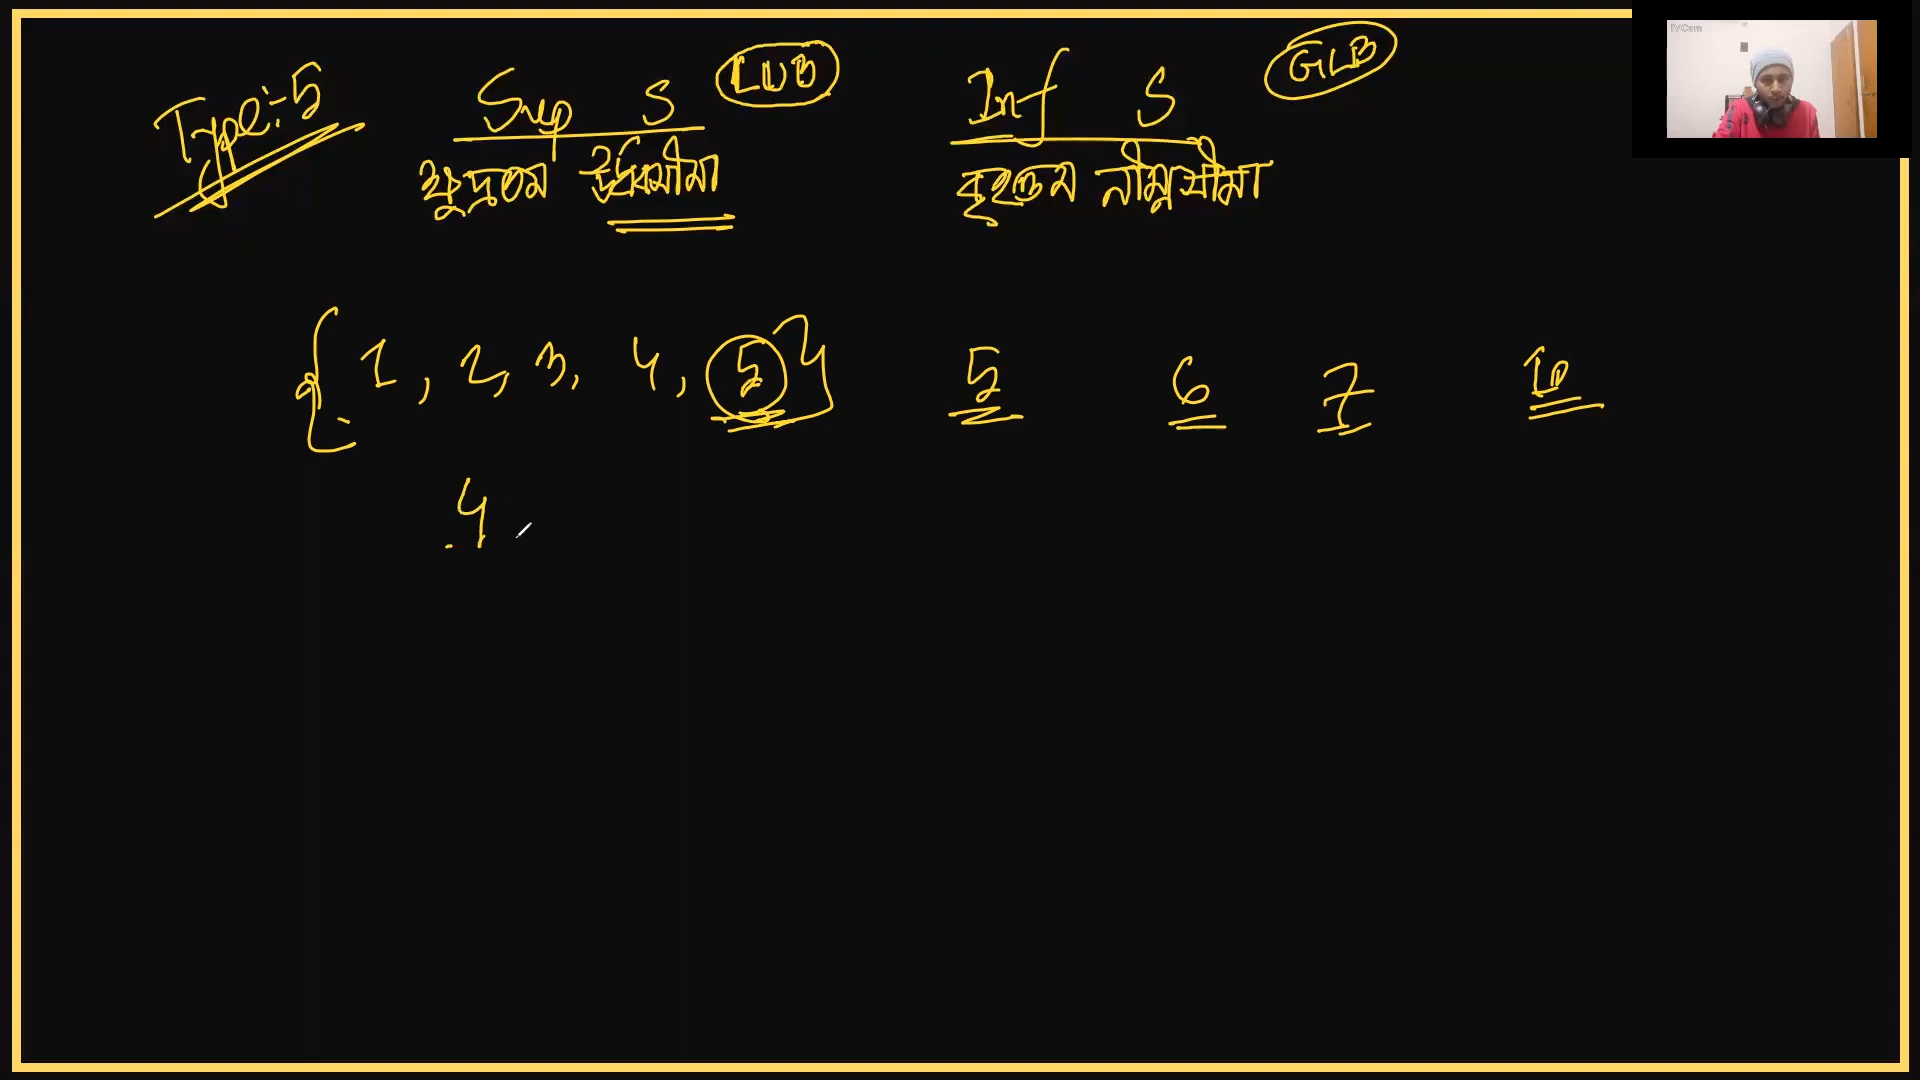 Type:-5
Sup S LUB Inf S GLB
ক্ষুদ্রতম ঊর্ধ্বসীমা বৃহত্তম নীম্নসীমা
{1, 2, 3, 4, 5} 5 6 7 10
4
iVCam